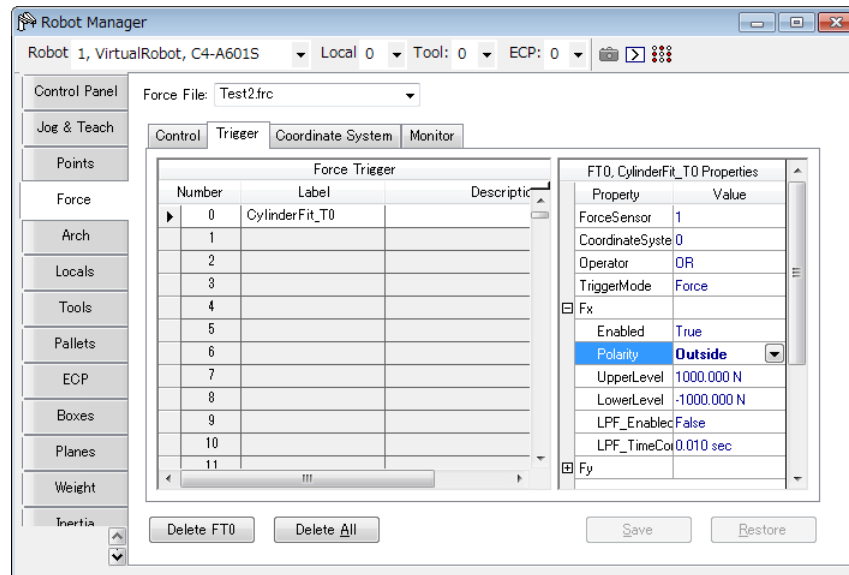 Robot Manager
Robot 1, VirtualRobot, C4-A601S Local 0 Tool: 0 ECP: 0
Control Panel
Jog & Teach
Points
Force
Arch
Locals
Tools
Pallets
ECP
Boxes
Planes
Weight
Inertia
Force File: Test2.frc
Control Trigger Coordinate System Monitor
Force Trigger
Number Label Descriptic
0 CylinderFit_T0
1
2
3
4
5
6
7
8
9
10
11
FT0, CylinderFit_T0 Properties
Property Value
ForceSensor 1
CoordinateSyste 0
Operator OR
TriggerMode Force
Fx
Enabled True
Polarity Outside
UpperLevel 1000.000 N
LowerLevel -1000.000 N
LPF_Enablec False
LPF_TimeCor 0.010 sec
Fy
Delete FT0 Delete All Save Restore